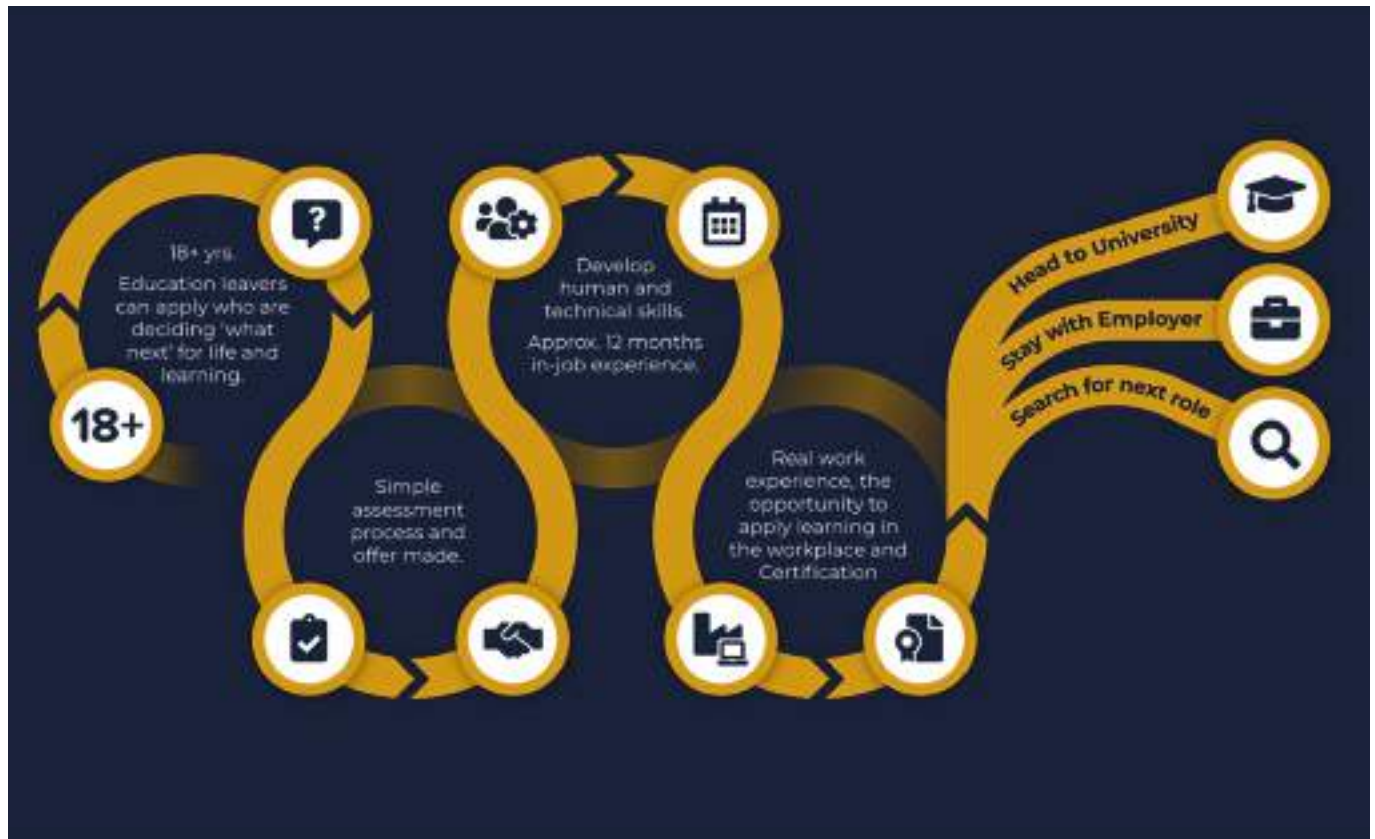 18+ yrs.
Education leavers
can apply who are
deciding 'what
next' for life and
learning.
18+
Simple
assessment
process and
offer made.
Develop
human and
technical skills.
Approx. 12 months
in-job experience.
Real work
experience, the
opportunity to
apply learning in
the workplace and
Certification
Head to University
Stay with Employer
Search for next role